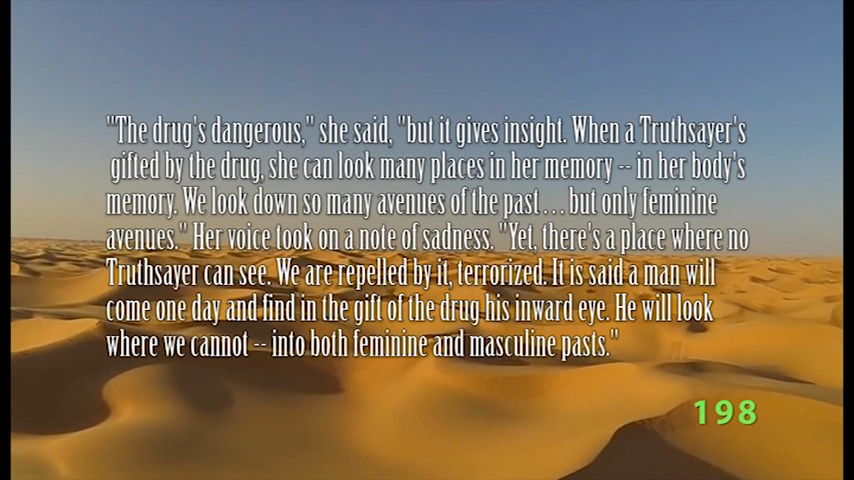 "The drug's dangerous," she said, "but it gives insight. When a Truthsayer's
gifted by the drug, she can look many places in her memory -- in her body's
memory. We look down so many avenues of the past . . . but only feminine
avenues." Her voice took on a note of sadness. "Yet, there's a place where no
Truthsayer can see. We are repelled by it, terrorized. It is said a man will
come one day and find in the gift of the drug his inward eye. He will look
where we cannot -- into both feminine and masculine pasts."
198